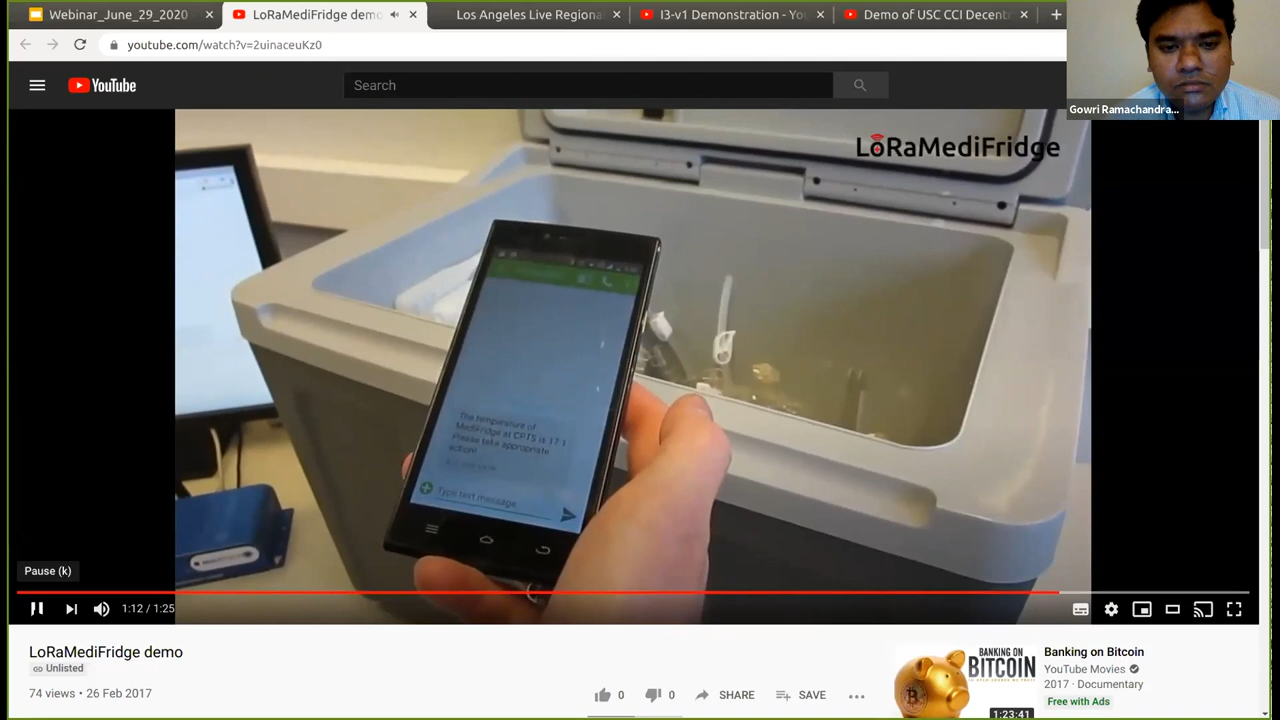 Webinar_June_29_2020
LoRaMediFridge demo
Los Angeles Live Regiona
I3-v1 Demonstration - Yo
Demo of USC CCI Decent
youtube.com/watch?v=2uinaceuKz0
Gowri Ramachandra...
YouTube
Search
LoRaMediFridge
The temperature of
MediFridge at CPTS is 17.1
Please take appropriate
action!
Type text message
Pause (k)
1:12 / 1:25
LoRaMediFridge demo
Unlisted
74 views • 26 Feb 2017
0
0
SHARE
SAVE
BANKING ON
BITCOIN
1:23:41
Banking on Bitcoin
YouTube Movies
2017 · Documentary
Free with Ads